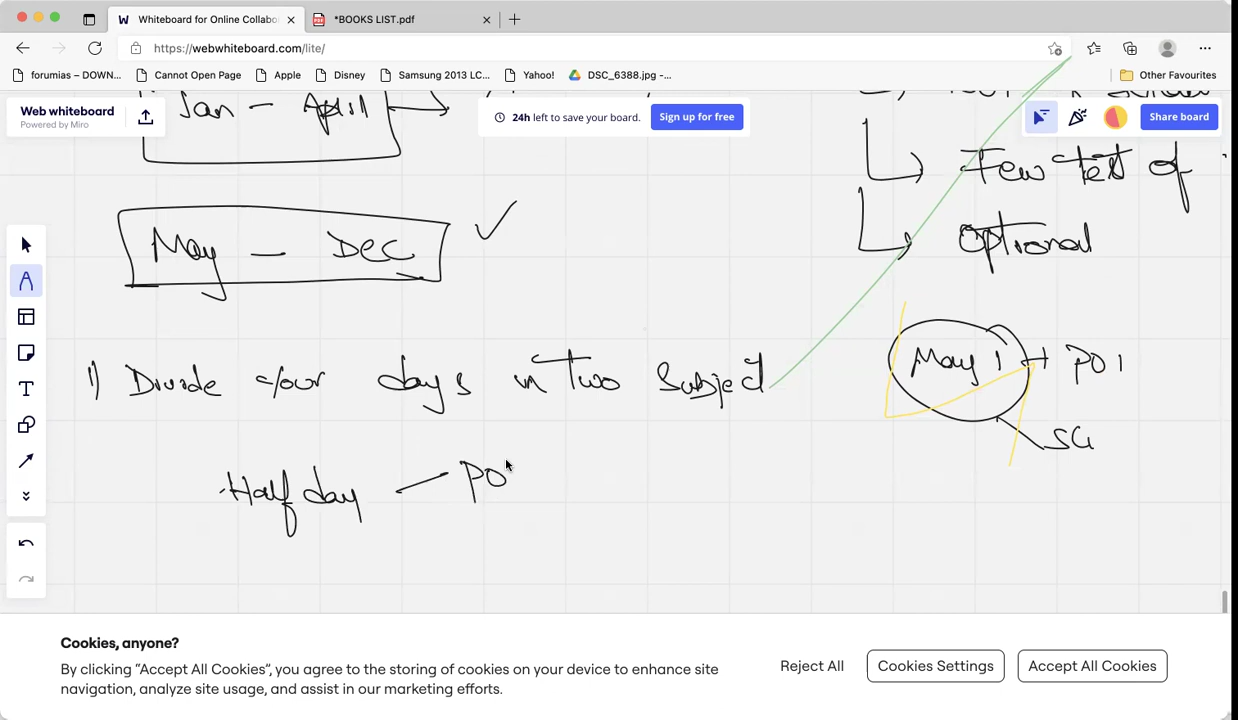 Whiteboard for Online Collabo
*BOOKS LIST.pdf
https://webwhiteboard.com/lite/
forumias – DOWN...
Cannot Open Page
Apple
Disney
Samsung 2013 LC...
Yahoo!
DSC_6388.jpg -...
Other Favourites
Web whiteboard
Powered by Miro
24h left to save your board.
Sign up for free
Share board
Jan - April
Few test of
May - DEC
optional
May 1 PO 1
1) Divide your days in Two Subject
SG
Half day - PO
Cookies, anyone?
By clicking “Accept All Cookies”, you agree to the storing of cookies on your device to enhance site
navigation, analyze site usage, and assist in our marketing efforts.
Reject All
Cookies Settings
Accept All Cookies